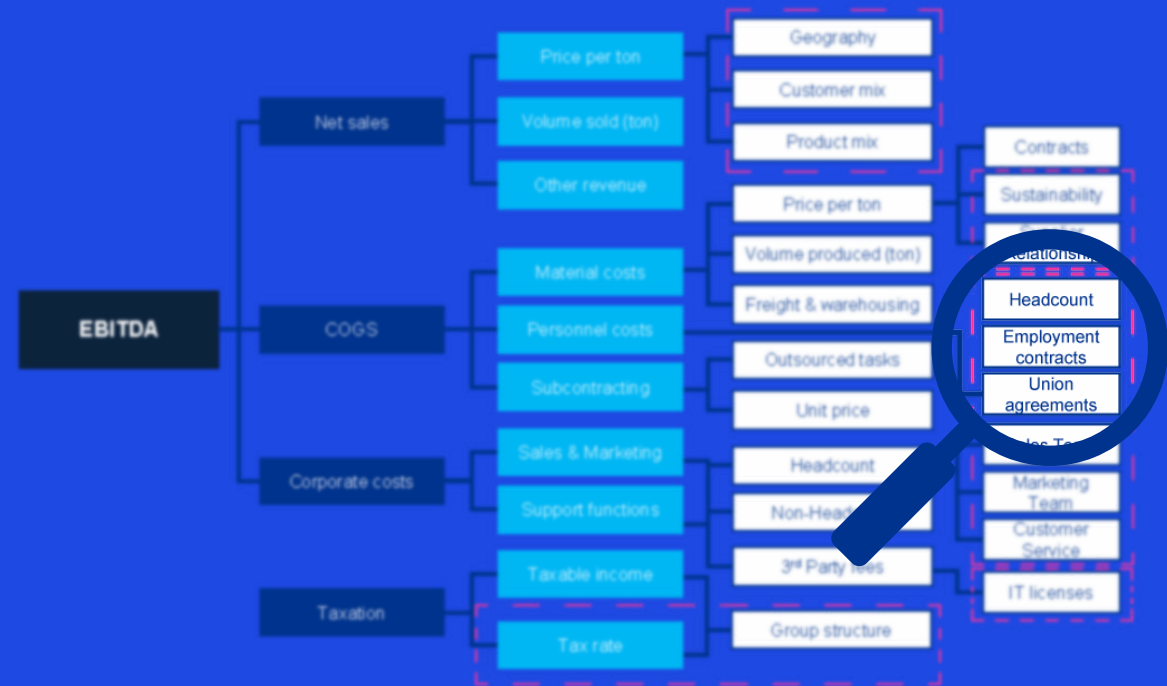 EBITDA
Net sales
COGS
Corporate costs
Taxation
Price per ton
Volume sold (ton)
Other revenue
Material costs
Personnel costs
Subcontracting
Sales & Marketing
Support functions
Taxable income
Tax rate
Geography
Customer mix
Product mix
Price per ton
Volume produced (ton)
Freight & warehousing
Outsourced tasks
Unit price
Headcount
3rd Party fees
Group structure
Contracts
Sustainability
Headcount
Employment
contracts
Union
agreements
Marketing
Team
Customer
Service
IT licenses